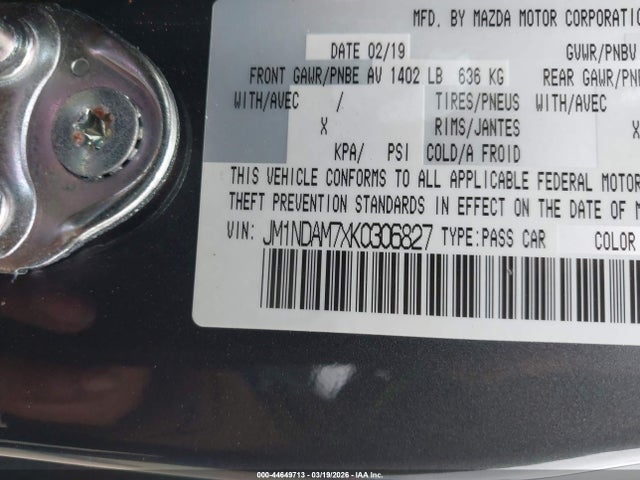 MFD. BY MAZDA MOTOR CORPORATION
DATE 02/19 GVWR/PNBV
FRONT GAWR/PNBE AV 1402 LB 636 KG REAR GAWR/PNB
WITH/AVEC / TIRES/PNEUS WITH/AVEC
X RIMS/JANTES X
KPA/ PSI COLD/A FROID
THIS VEHICLE CONFORMS TO ALL APPLICABLE FEDERAL MOTOR
THEFT PREVENTION STANDARDS IN EFFECT ON THE DATE OF M
VIN: JM1NDAM7XK0306827 TYPE:PASS CAR COLOR
000-44649713 - 03/19/2026 - IAA Inc.